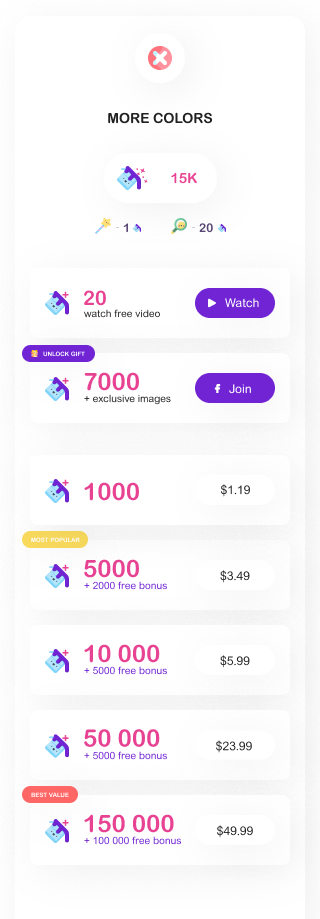 MORE COLORS
15K
- 1
- 20
20
watch free video
Watch
UNLOCK GIFT
7000
+ exclusive images
Join
1000
$1.19
MOST POPULAR
5000
+ 2000 free bonus
$3.49
10 000
+ 5000 free bonus
$5.99
50 000
+ 5000 free bonus
$23.99
BEST VALUE
150 000
+ 100 000 free bonus
$49.99